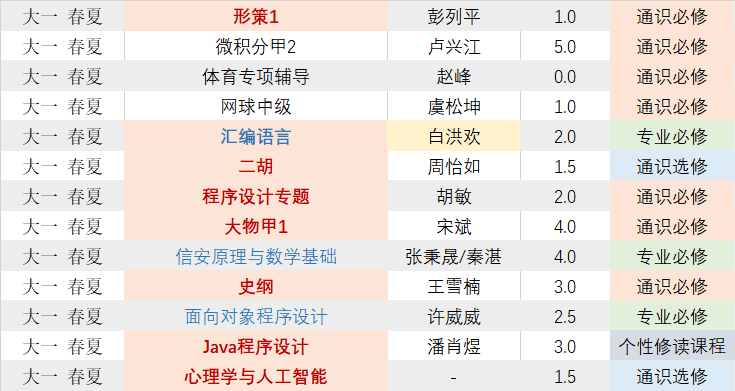 大一 春夏 形策1 彭列平 1.0 通识必修
大一 春夏 微积分甲2 卢兴江 5.0 通识必修
大一 春夏 体育专项辅导 赵峰 0.0 通识必修
大一 春夏 网球中级 虞松坤 1.0 通识必修
大一 春夏 汇编语言 白洪欢 2.0 专业必修
大一 春夏 二胡 周怡如 1.5 通识选修
大一 春夏 程序设计专题 胡敏 2.0 通识必修
大一 春夏 大物甲1 宋斌 4.0 通识必修
大一 春夏 信安原理与数学基础 张秉晟/秦湛 4.0 专业必修
大一 春夏 史纲 王雪楠 3.0 通识必修
大一 春夏 面向对象程序设计 许威威 2.5 专业必修
大一 春夏 Java程序设计 潘肖煜 3.0 个性修读课程
大一 春夏 心理学与人工智能 - 1.5 通识选修